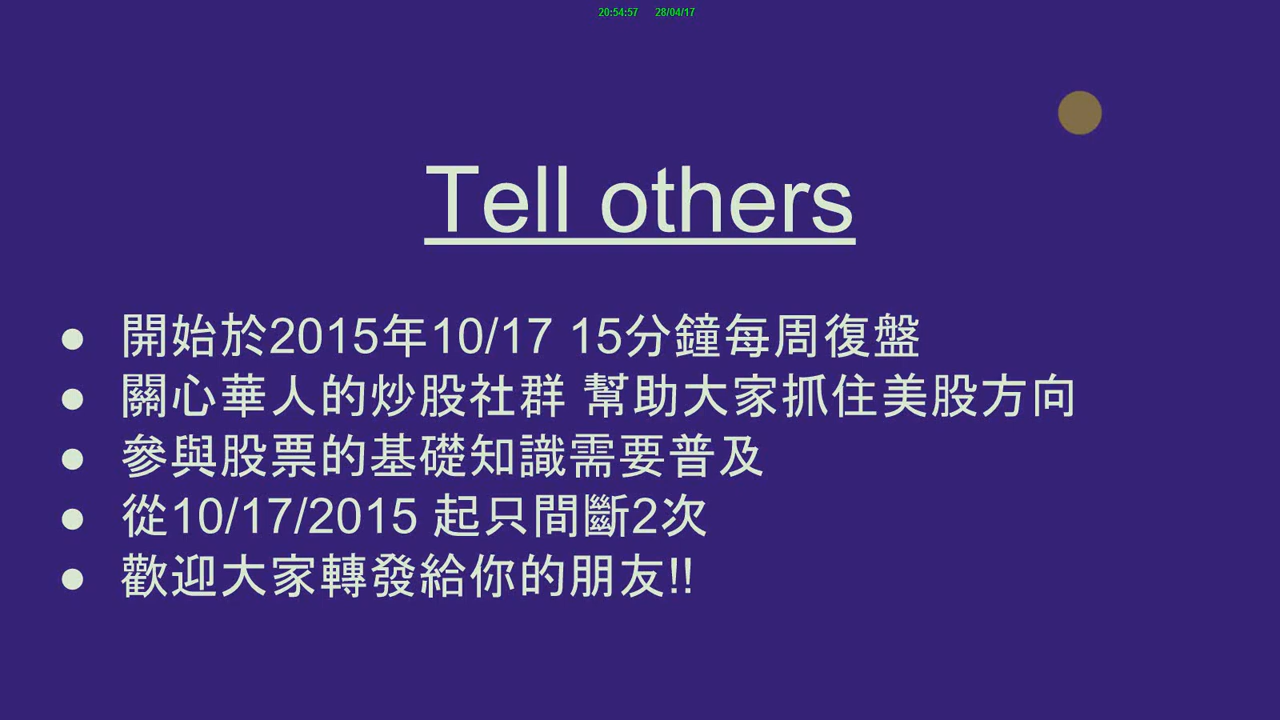 20:54:57 28/04/17
Tell others
● 開始於2015年10/17 15分鐘每周復盤
● 關心華人的炒股社群 幫助大家抓住美股方向
● 參與股票的基礎知識需要普及
● 從10/17/2015 起只間斷2次
● 歡迎大家轉發給你的朋友!!